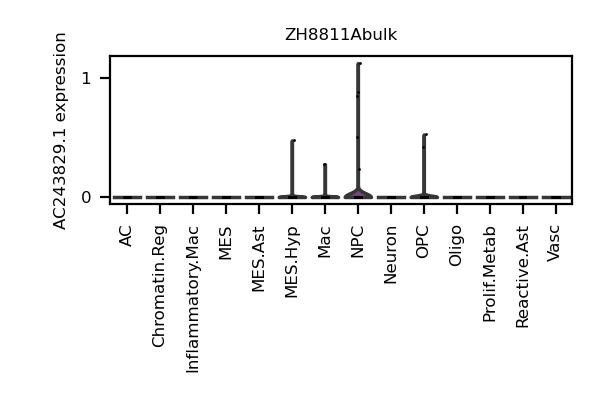 ZH8811Abulk
AC243829.1 expression
1
0
AC
Chromatin.Reg
Inflammatory.Mac
MES
MES.Ast
MES.Hyp
Mac
NPC
Neuron
OPC
Oligo
Prolif.Metab
Reactive.Ast
Vasc